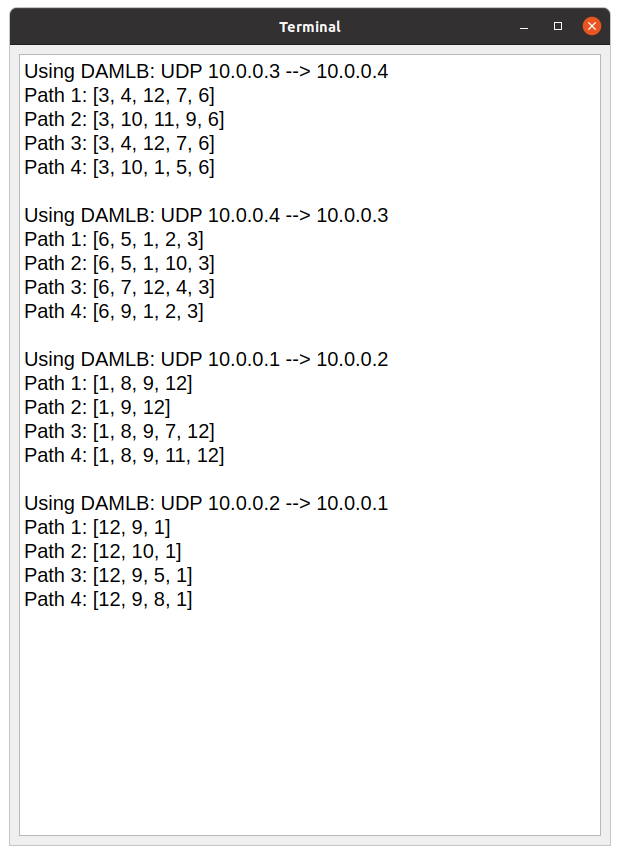 Terminal
Using DAMLB: UDP 10.0.0.3 --> 10.0.0.4
Path 1: [3, 4, 12, 7, 6]
Path 2: [3, 10, 11, 9, 6]
Path 3: [3, 4, 12, 7, 6]
Path 4: [3, 10, 1, 5, 6]
Using DAMLB: UDP 10.0.0.4 --> 10.0.0.3
Path 1: [6, 5, 1, 2, 3]
Path 2: [6, 5, 1, 10, 3]
Path 3: [6, 7, 12, 4, 3]
Path 4: [6, 9, 1, 2, 3]
Using DAMLB: UDP 10.0.0.1 --> 10.0.0.2
Path 1: [1, 8, 9, 12]
Path 2: [1, 9, 12]
Path 3: [1, 8, 9, 7, 12]
Path 4: [1, 8, 9, 11, 12]
Using DAMLB: UDP 10.0.0.2 --> 10.0.0.1
Path 1: [12, 9, 1]
Path 2: [12, 10, 1]
Path 3: [12, 9, 5, 1]
Path 4: [12, 9, 8, 1]